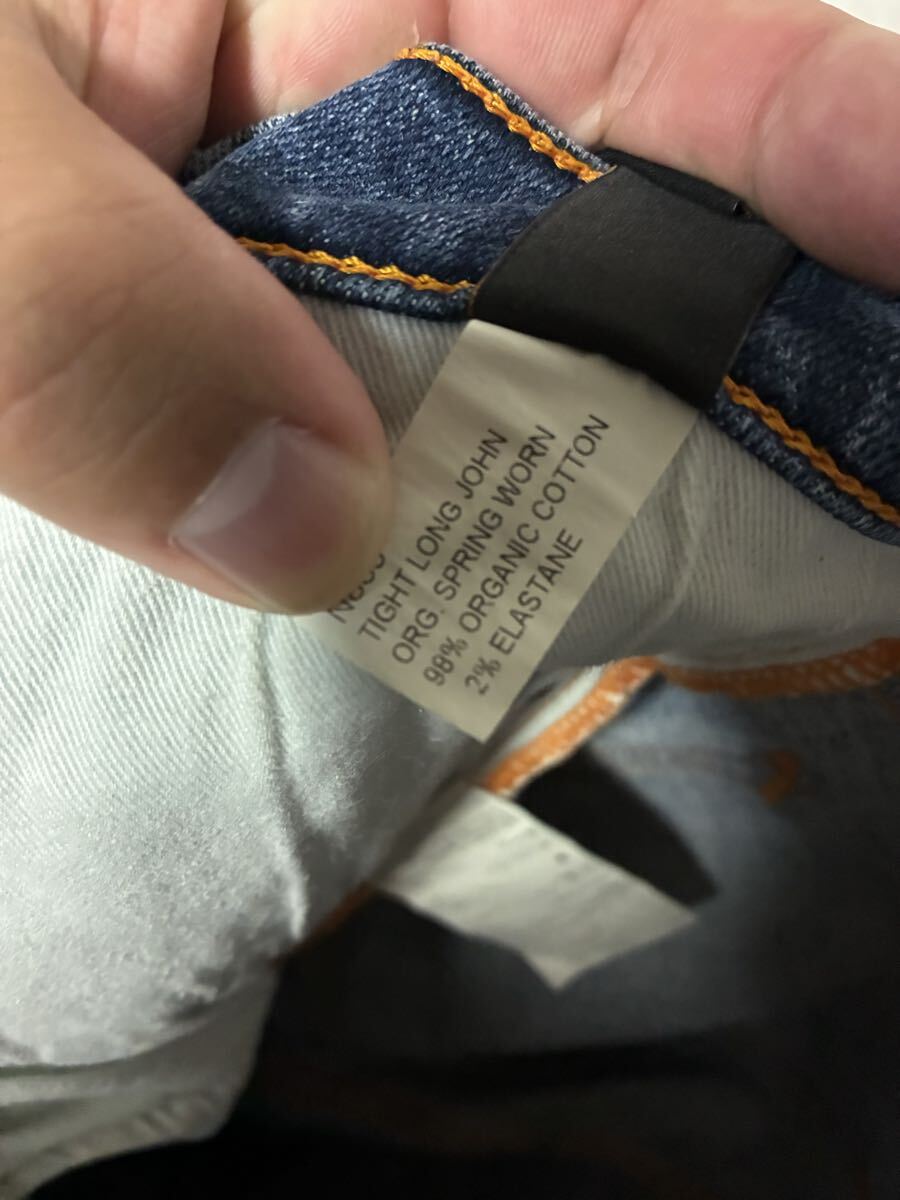 TIGHT LONG JOHN
ORG. SPRING WORN
98% ORGANIC COTTON
2% ELASTANE